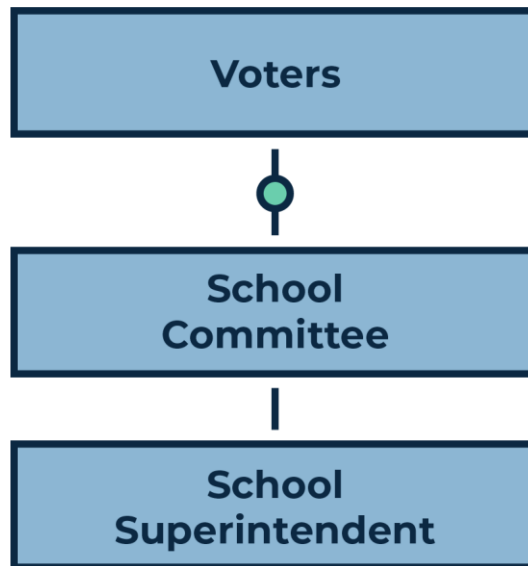 Voters
School
Committee
School
Superintendent